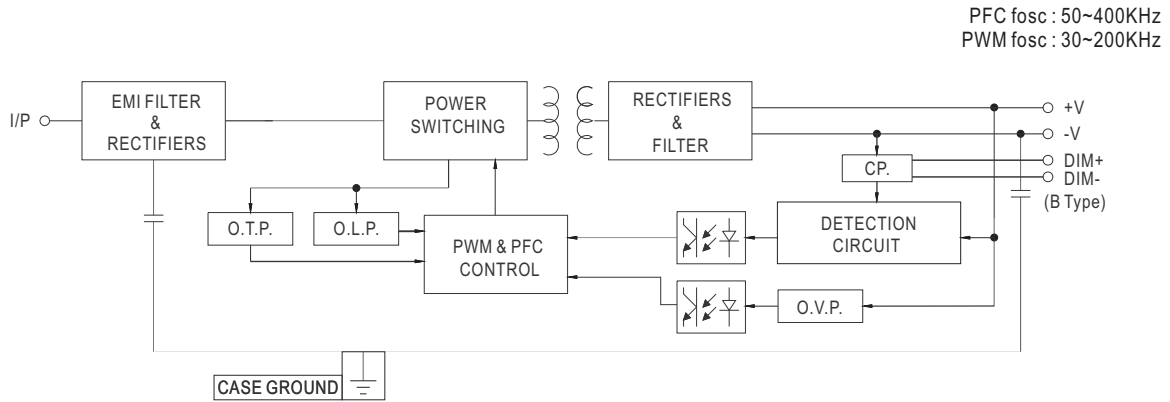 PFC fosc : 50~400KHz
PWM fosc : 30~200KHz
I/P
EMI FILTER
&
RECTIFIERS
POWER
SWITCHING
RECTIFIERS
&
FILTER
+V
-V
DIM+
DIM-
(B Type)
CP.
O.T.P.
O.L.P.
PWM & PFC
CONTROL
DETECTION
CIRCUIT
O.V.P.
CASE GROUND